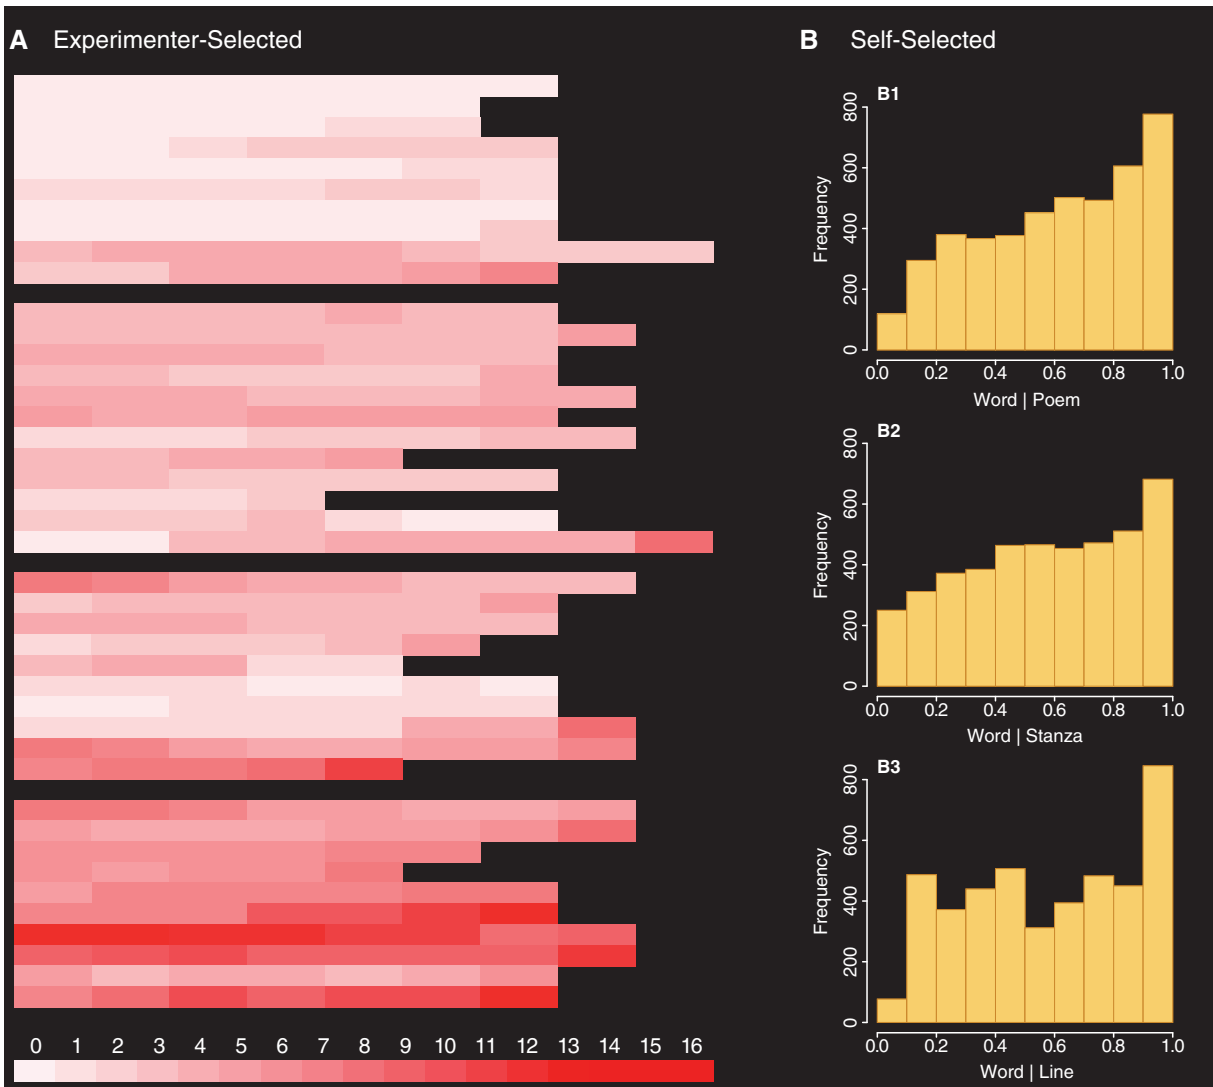 A Experimenter-Selected
0 1 2 3 4 5 6 7 8 9 10 11 12 13 14 15 16
B Self-Selected
B1
Frequency
800
600
400
200
0
0.0 0.2 0.4 0.6 0.8 1.0
Word | Poem
B2
Frequency
800
600
400
200
0
0.0 0.2 0.4 0.6 0.8 1.0
Word | Stanza
B3
Frequency
800
600
400
200
0
0.0 0.2 0.4 0.6 0.8 1.0
Word | Line